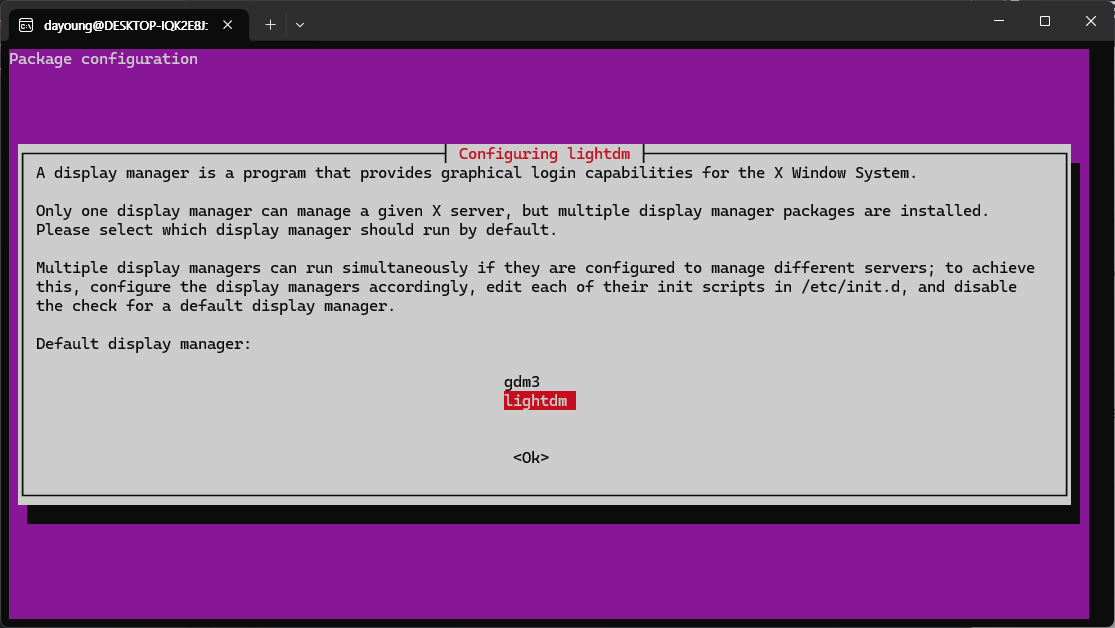 dayoung@DESKTOP-IQK2E8J:
Package configuration
Configuring lightdm
A display manager is a program that provides graphical login capabilities for the X Window System.
Only one display manager can manage a given X server, but multiple display manager packages are installed.
Please select which display manager should run by default.
Multiple display managers can run simultaneously if they are configured to manage different servers; to achieve
this, configure the display managers accordingly, edit each of their init scripts in /etc/init.d, and disable
the check for a default display manager.
Default display manager:
gdm3
lightdm
<Ok>